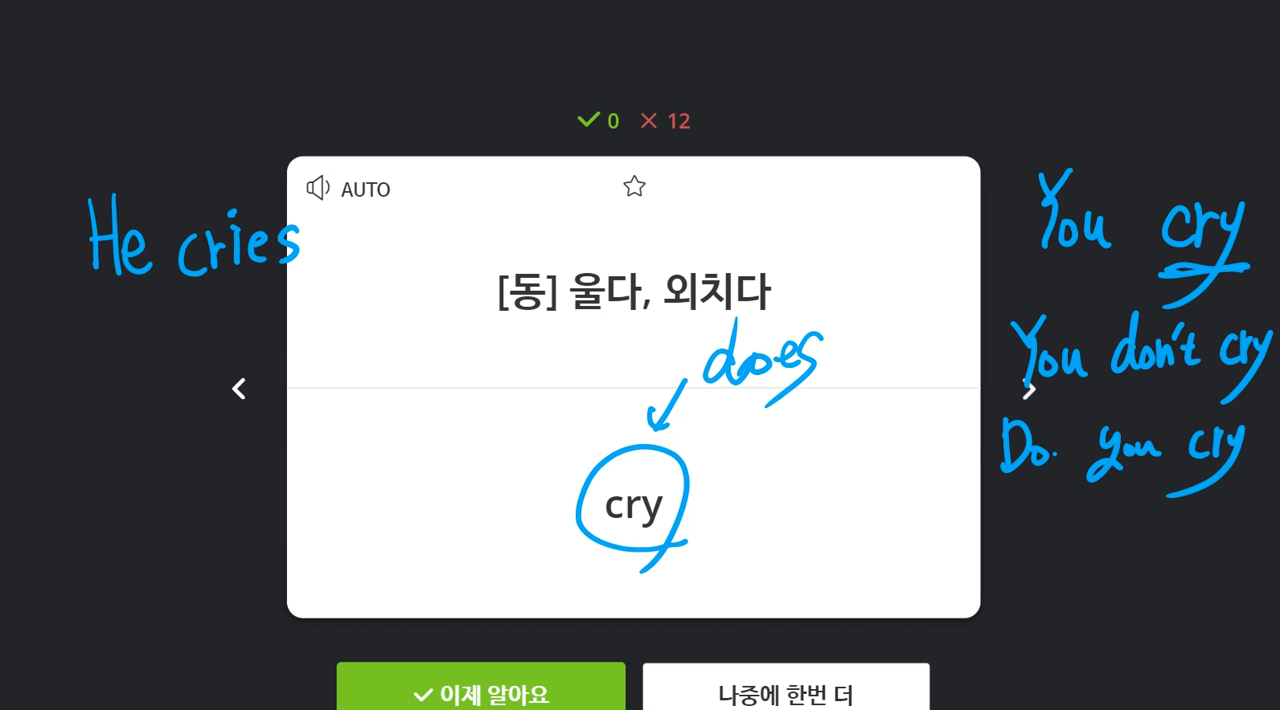 0 12
AUTO
He cries
You cry
[동] 울다, 외치다
does
You don't cry
Do. you cry
cry
이제 알아요
나중에 한번 더